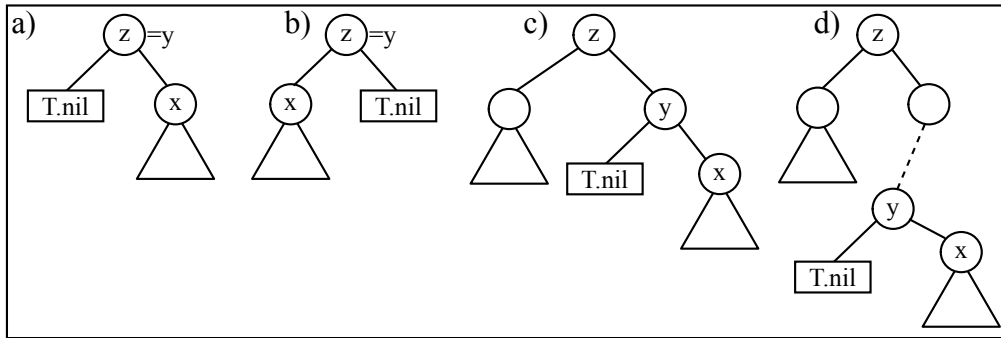 a) z =y T.nil x
b) z =y x T.nil
c) z y T.nil x
d) z y T.nil x